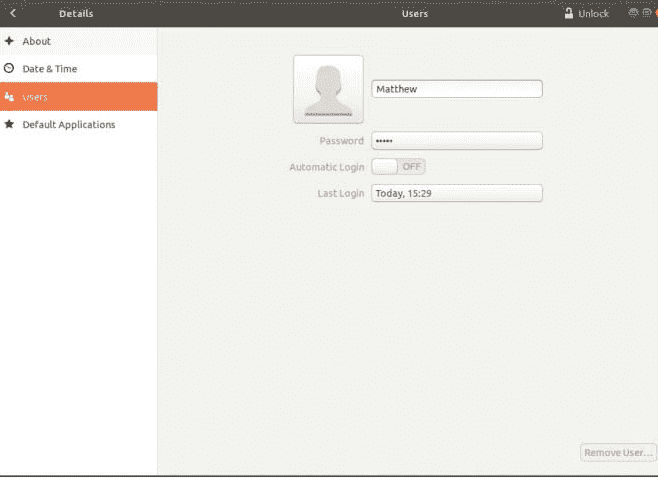 Details Users Unlock
About
Date & Time
Users
Default Applications
Matthew
Password •••••
Automatic Login OFF
Last Login Today, 15:29
Remove User...